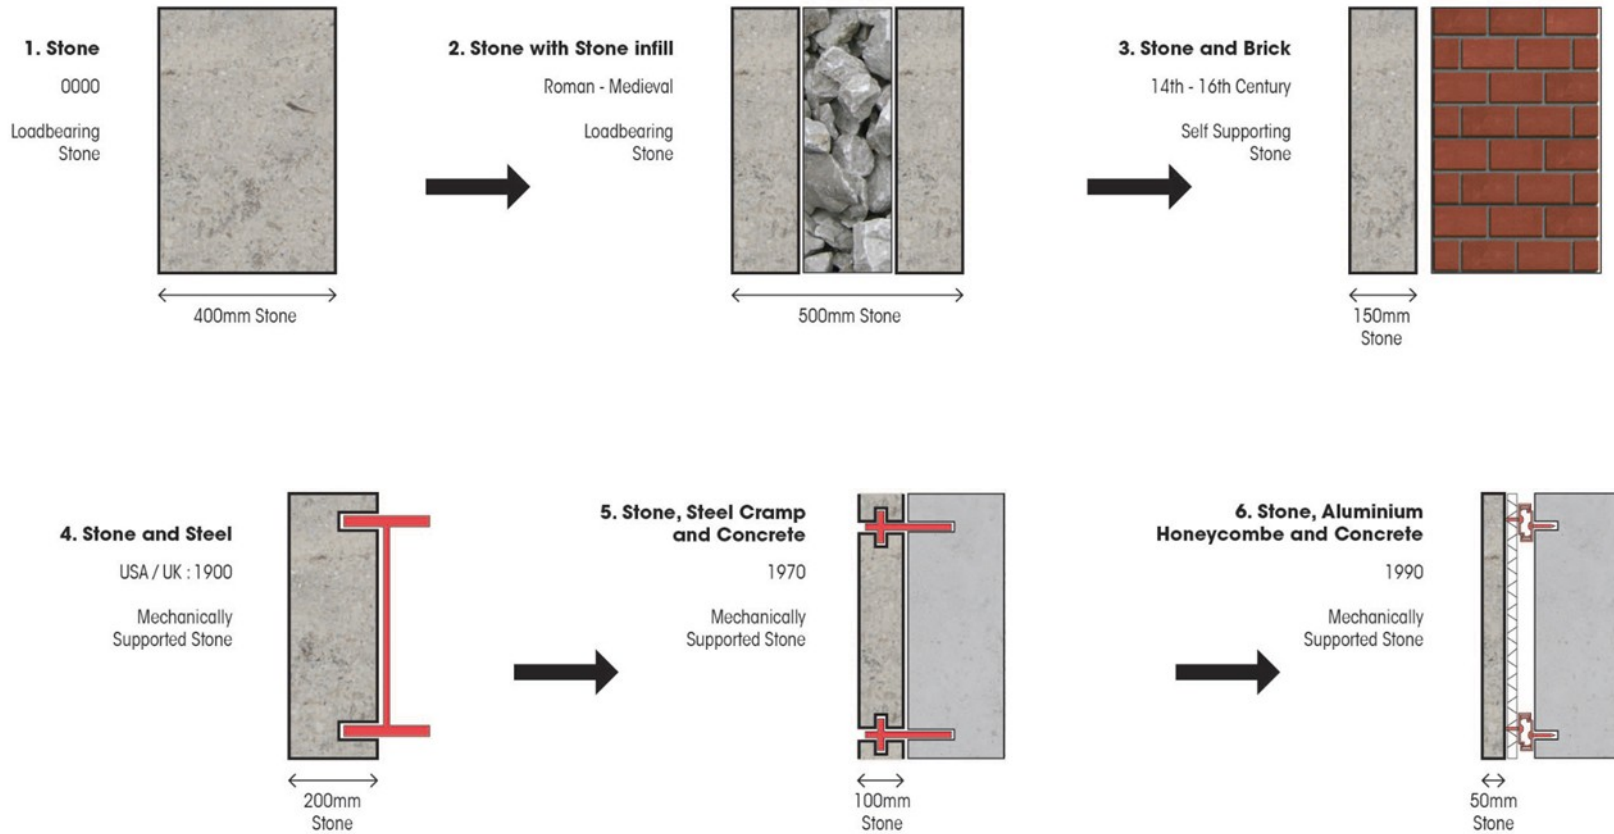 1. Stone
0000
Loadbearing
Stone
400mm Stone
2. Stone with Stone infill
Roman - Medieval
Loadbearing
Stone
500mm Stone
3. Stone and Brick
14th - 16th Century
Self Supporting
Stone
150mm
Stone
4. Stone and Steel
USA / UK : 1900
Mechanically
Supported Stone
200mm
Stone
5. Stone, Steel Cramp
and Concrete
1970
Mechanically
Supported Stone
100mm
Stone
6. Stone, Aluminium
Honeycombe and Concrete
1990
Mechanically
Supported Stone
50mm
Stone